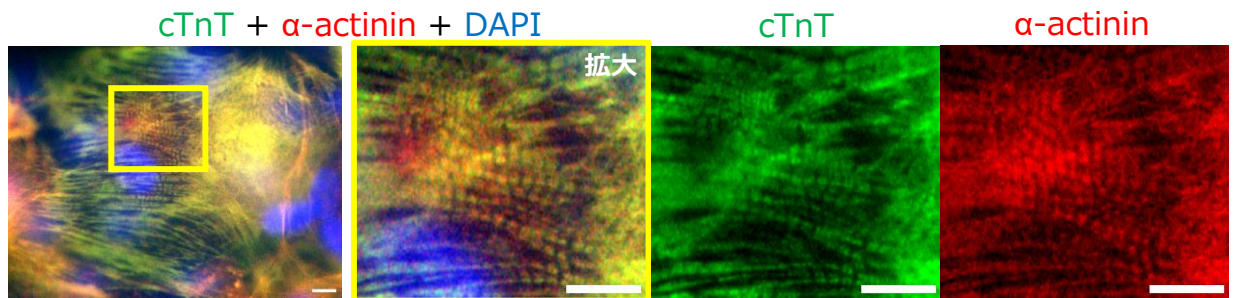 cTnT + α-actinin + DAPI
cTnT
α-actinin
拡大